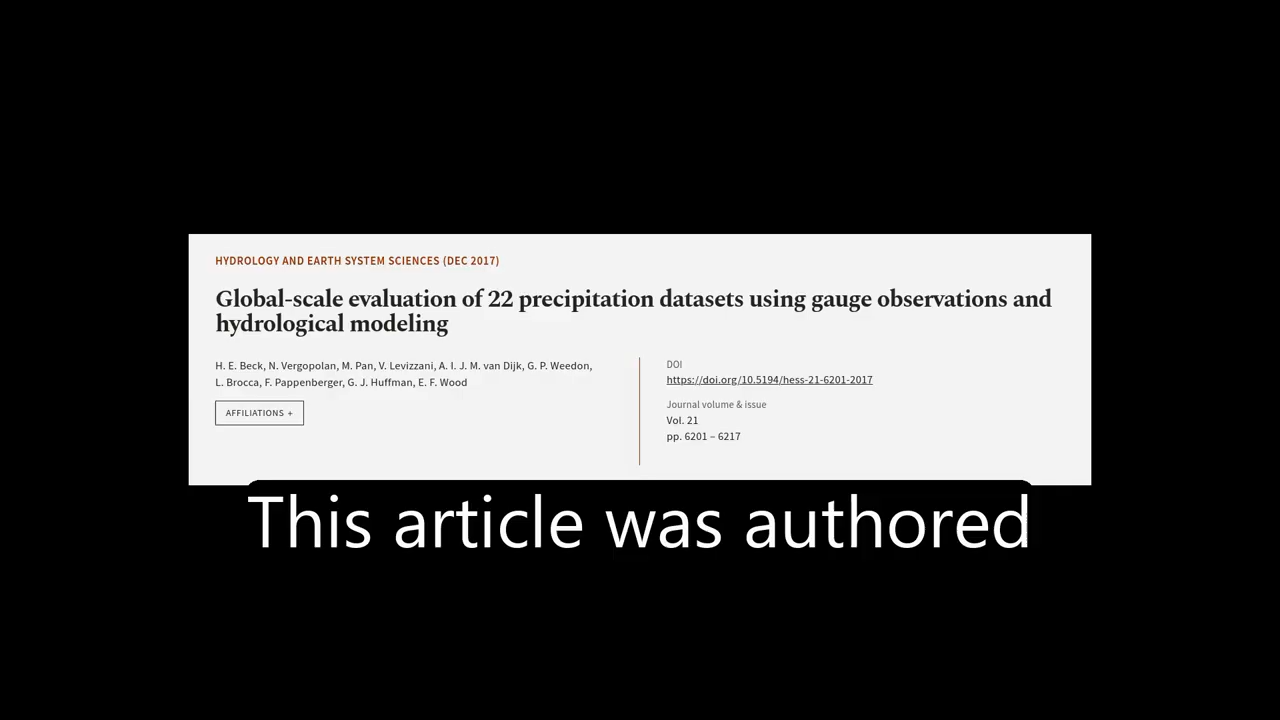 HYDROLOGY AND EARTH SYSTEM SCIENCES (DEC 2017)
Global-scale evaluation of 22 precipitation datasets using gauge observations and
hydrological modeling
H. E. Beck, N. Vergopolan, M. Pan, V. Levizzani, A. I. J. M. van Dijk, G. P. Weedon,
L. Brocca, F. Pappenberger, G. J. Huffman, E. F. Wood
AFFILIATIONS +
DOI
https://doi.org/10.5194/hess-21-6201-2017
Journal volume & issue
Vol. 21
pp. 6201 – 6217
This article was authored